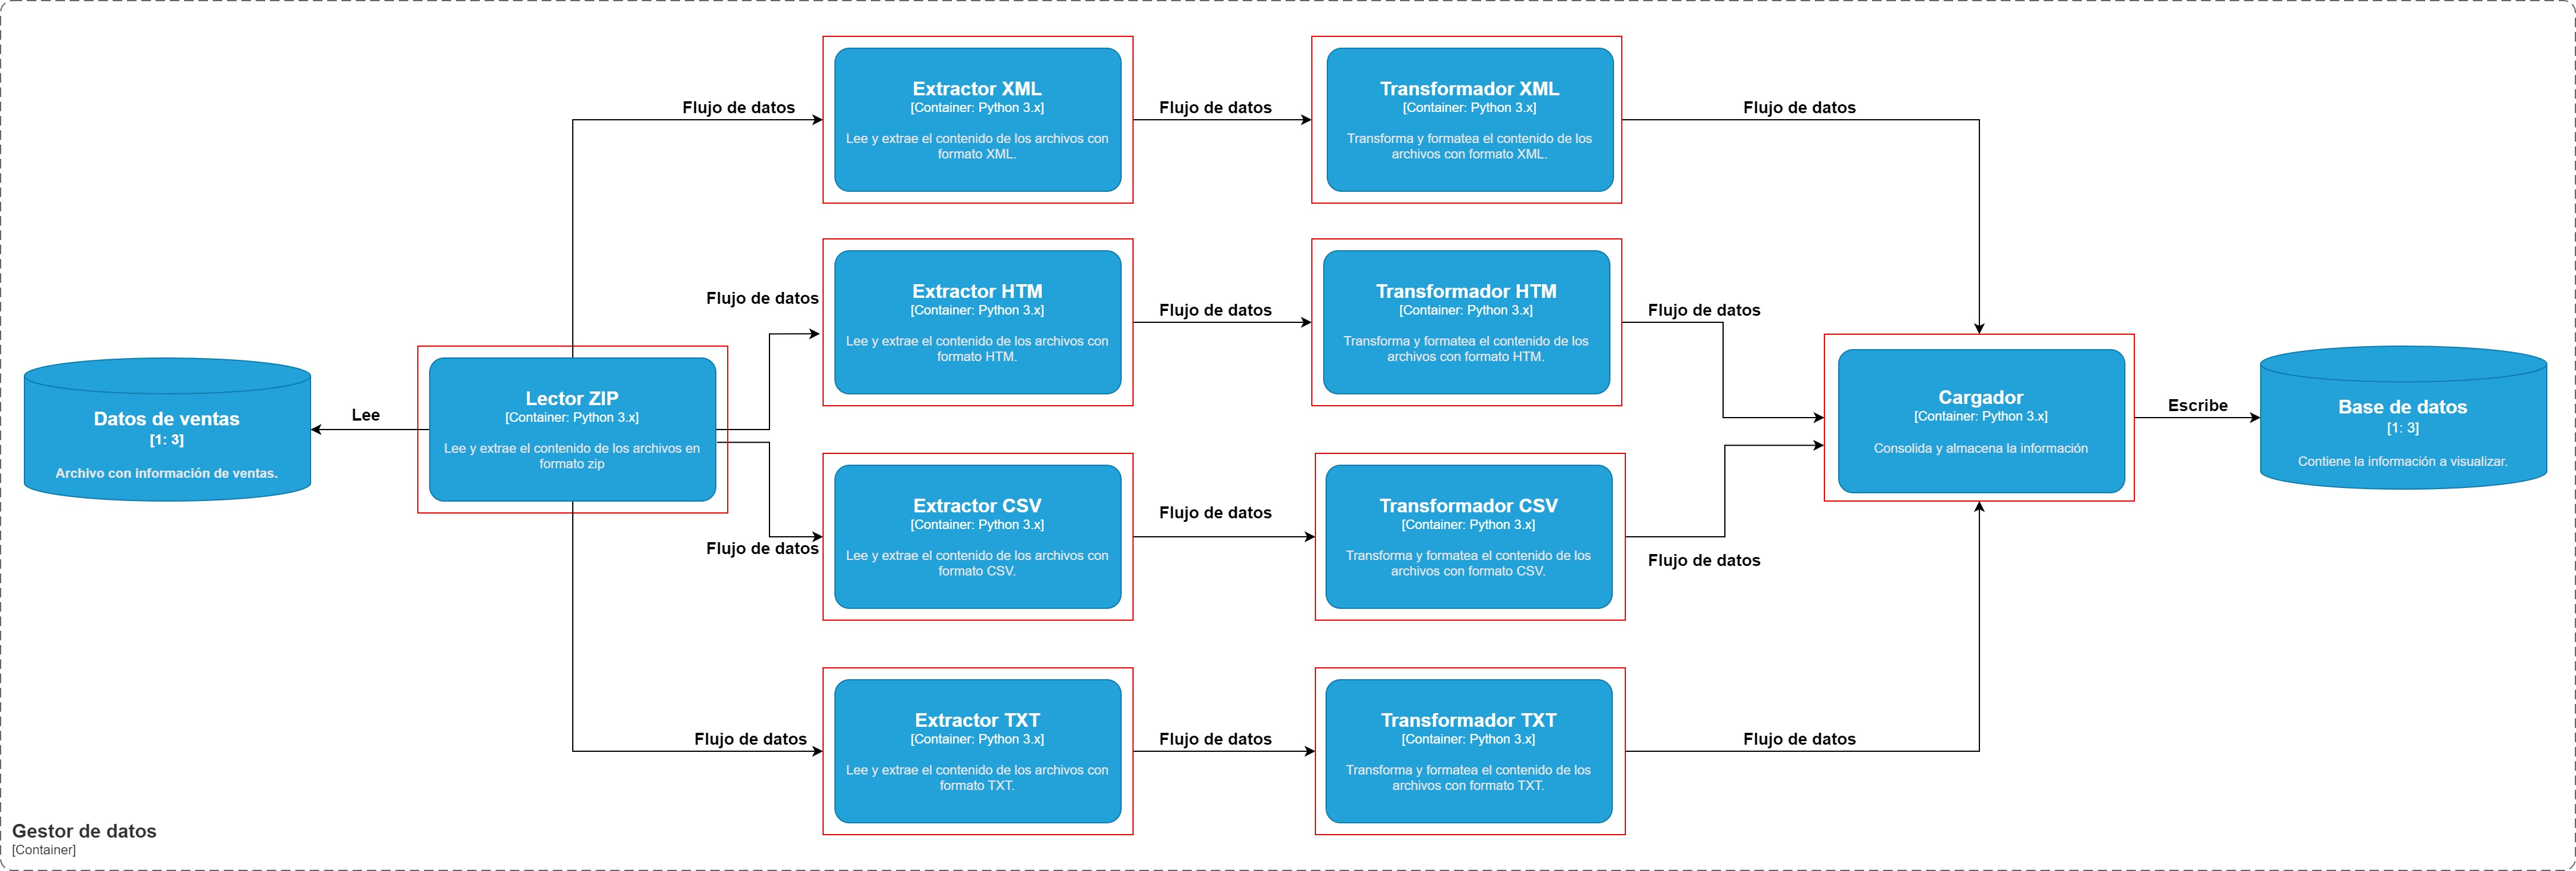 Flujo de datos
Extractor XML
[Container: Python 3.x]
Lee y extrae el contenido de los archivos con
formato XML.
Flujo de datos
Transformador XML
[Container: Python 3.x]
Transforma y formatea el contenido de los
archivos con formato XML.
Flujo de datos
Flujo de datos
Extractor HTM
[Container: Python 3.x]
Lee y extrae el contenido de los archivos con
formato HTM.
Flujo de datos
Transformador HTM
[Container: Python 3.x]
Transforma y formatea el contenido de los
archivos con formato HTM.
Flujo de datos
Datos de ventas
[1: 3]
Archivo con información de ventas.
Lee
Lector ZIP
[Container: Python 3.x]
Lee y extrae el contenido de los archivos en
formato zip
Cargador
[Container: Python 3.x]
Consolida y almacena la información
Escribe
Base de datos
[1: 3]
Contiene la información a visualizar.
Flujo de datos
Extractor CSV
[Container: Python 3.x]
Lee y extrae el contenido de los archivos con
formato CSV.
Flujo de datos
Transformador CSV
[Container: Python 3.x]
Transforma y formatea el contenido de los
archivos con formato CSV.
Flujo de datos
Flujo de datos
Extractor TXT
[Container: Python 3.x]
Lee y extrae el contenido de los archivos con
formato TXT.
Flujo de datos
Transformador TXT
[Container: Python 3.x]
Transforma y formatea el contenido de los
archivos con formato TXT.
Flujo de datos
Gestor de datos
[Container]